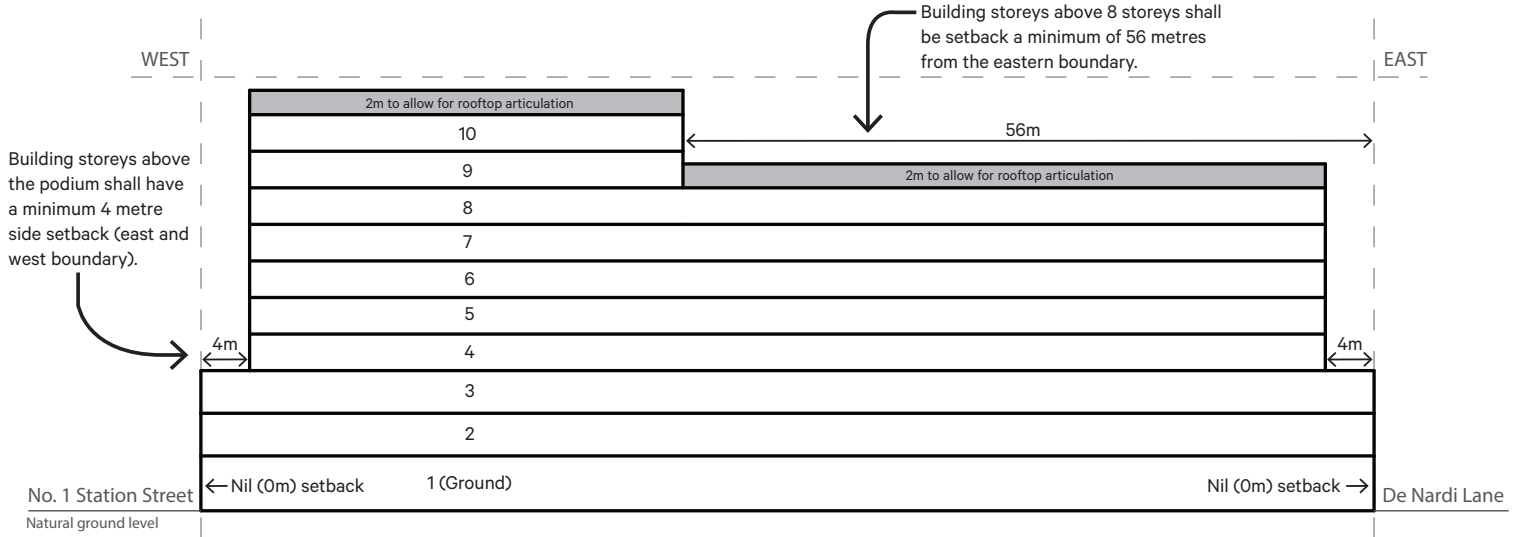 Building storeys above 8 storeys shall
be setback a minimum of 56 metres
from the eastern boundary.
WEST
EAST
2m to allow for rooftop articulation
10
56m
Building storeys above
the podium shall have
a minimum 4 metre
side setback (east and
west boundary).
9
2m to allow for rooftop articulation
8
7
6
5
4m
4
4m
3
2
No. 1 Station Street
Nil (0m) setback
1 (Ground)
Nil (0m) setback
De Nardi Lane
Natural ground level